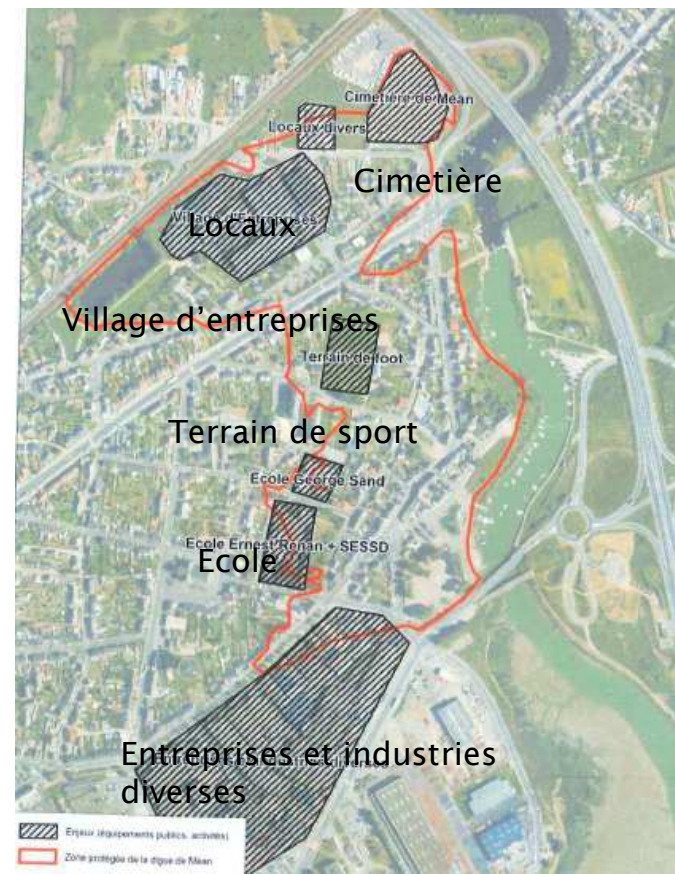 Cimetière de Méan
Locaux divers
Cimetière
Village d'Entreprises
Locaux
Village d'entreprises
Terrain de foot
Terrain de sport
Ecole George Sand
Ecole Ernest Renan + SESSD
Ecole
Entreprises et industries
diverses
Enjeux (équipements publics, activités)
Zone protégée de la digue de Méan